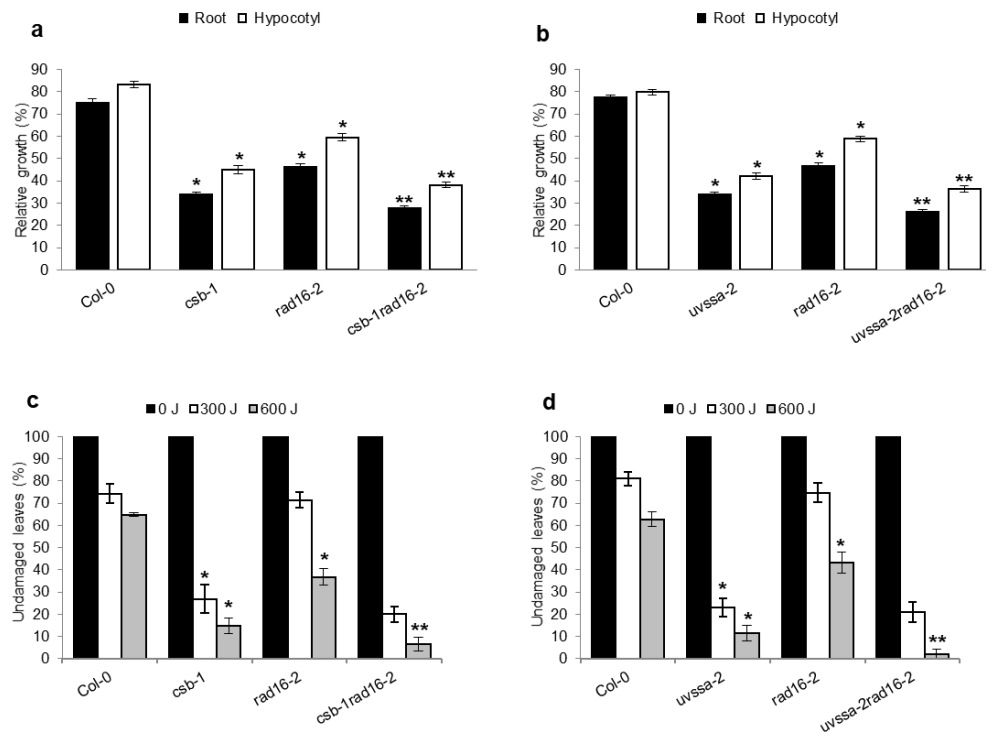 a
■ Root □ Hypocotyl
Relative growth (%)
90
80
70
60
50
40
30
20
10
0
* * * * ** **
Col-0 csb-1 rad16-2 csb-1rad16-2
b
■ Root □ Hypocotyl
Relative growth (%)
90
80
70
60
50
40
30
20
10
0
* * * * ** **
Col-0 uvssa-2 rad16-2 uvssa-2rad16-2
c
■ 0 J □ 300 J ■ 600 J
Undamaged leaves (%)
100
90
80
70
60
50
40
30
20
10
0
* * * **
Col-0 csb-1 rad16-2 csb-1rad16-2
d
■ 0 J □ 300 J ■ 600 J
Undamaged leaves (%)
100
90
80
70
60
50
40
30
20
10
0
* * * **
Col-0 uvssa-2 rad16-2 uvssa-2rad16-2